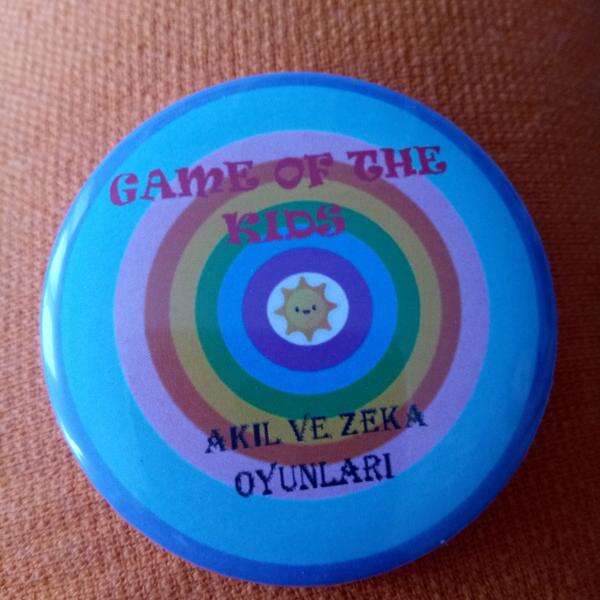 GAME OF THE
KIDS
AKIL VE ZEKA
OYUNLARI